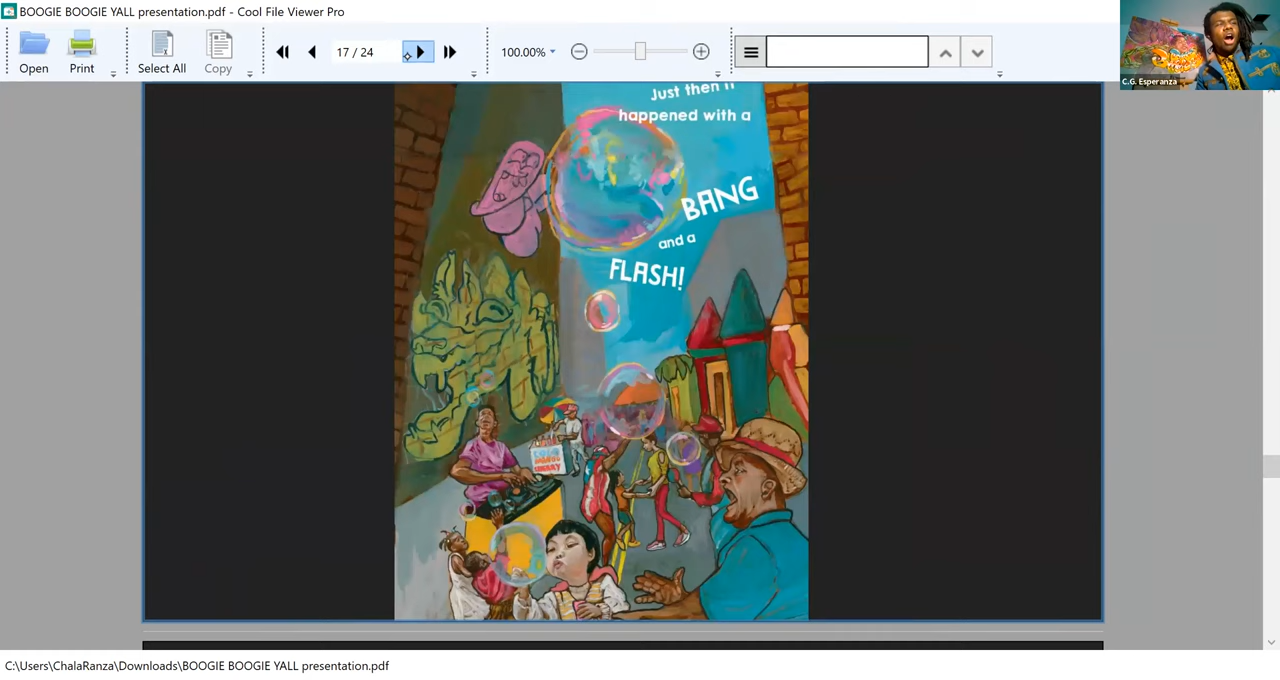 BOOGIE BOOGIE YALL presentation.pdf - Cool File Viewer Pro
Open
Print
Select All
Copy
17 / 24
100.00%
C.G. Esperanza
Just then it
happened with a
BANG
and a
FLASH!
C:\Users\ChalaRanza\Downloads\BOOGIE BOOGIE YALL presentation.pdf